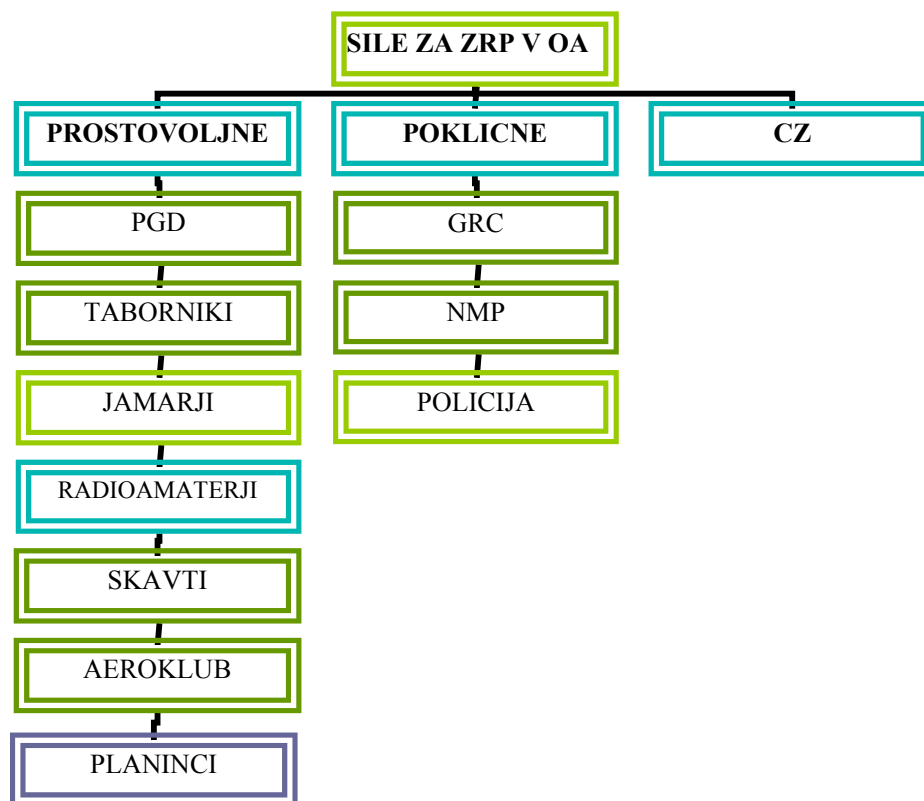 SILE ZA ZRP V OA
PROSTOVOLJNE
POKLICNE
CZ
PGD
GRC
TABORNIKI
NMP
JAMARJI
POLICIJA
RADIOAMATERJI
SKAVTI
AEROKLUB
PLANINCI